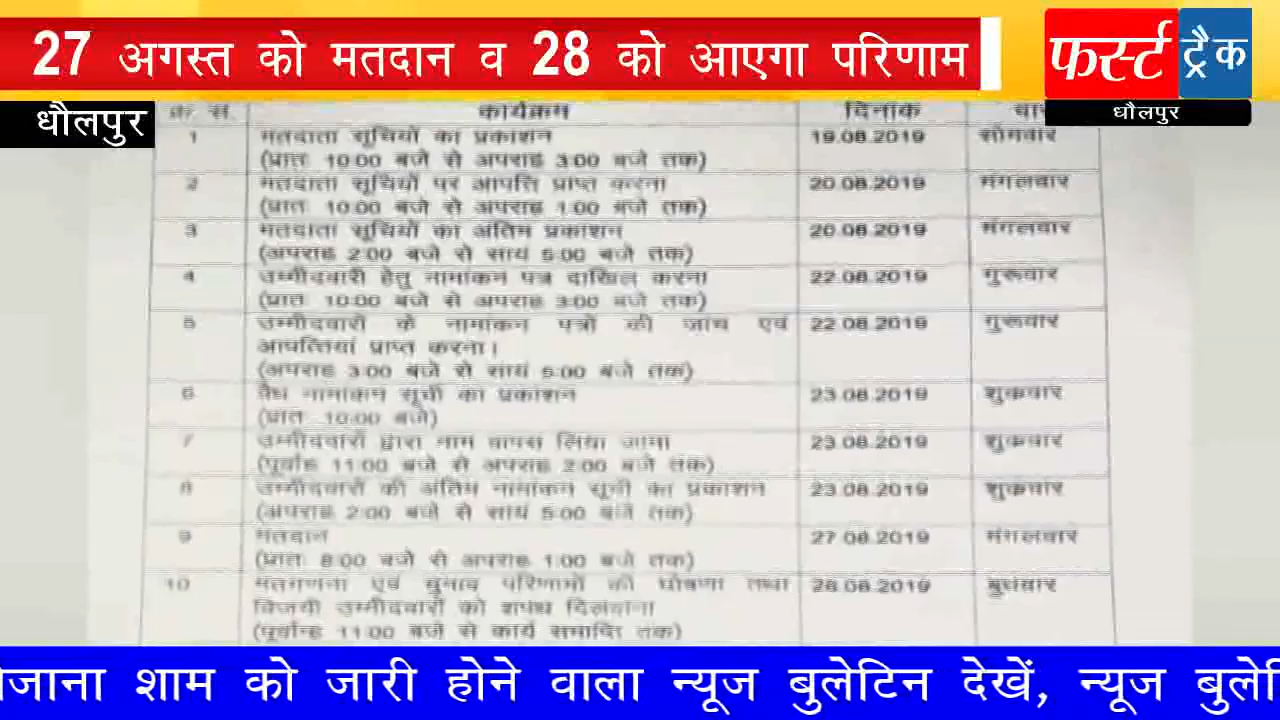 27 अगस्त को मतदान व 28 को आएगा परिणाम
फर्स्ट ट्रैक
धौलपुर
धौलपुर
क्र. स. कार्यक्रम दिनांक वार
1 मतदाता सूचियों का प्रकाशन 19.08.2019 सोमवार
(प्रातः 10:00 बजे से अपराह्न 3:00 बजे तक)
2 मतदाता सूचियों पर आपत्ति प्राप्त करना 20.08.2019 मंगलवार
(प्रातः 10:00 बजे से अपराह्न 1:00 बजे तक)
3 मतदाता सूचियों का अंतिम प्रकाशन 20.08.2019 मंगलवार
(अपराह्न 2:00 बजे से सायं 5:00 बजे तक)
4 उम्मीदवारी हेतु नामांकन पत्र दाखिल करना 22.08.2019 गुरूवार
(प्रातः 10:00 बजे से अपराह्न 3:00 बजे तक)
5 उम्मीदवारों के नामांकन पत्रों की जांच एवं 22.08.2019 गुरूवार
आपत्तियां प्राप्त करना।
(अपराह्न 3:00 बजे से सायं 5:00 बजे तक)
6 वैध नामांकन सूची का प्रकाशन 23.08.2019 शुक्रवार
(प्रातः 10:00 बजे)
7 उम्मीदवारों द्वारा नाम वापस लिया जाना 23.08.2019 शुक्रवार
(पूर्वाह्न 11:00 बजे से अपराह्न 2:00 बजे तक)
8 उम्मीदवारों की अंतिम नामांकन सूची का प्रकाशन 23.08.2019 शुक्रवार
(अपराह्न 2:00 बजे से सायं 5:00 बजे तक)
9 मतदान 27.08.2019 मंगलवार
(प्रातः 8:00 बजे से अपराह्न 1:00 बजे तक)
10 मतगणना एवं चुनाव परिणामों की घोषणा तथा 28.08.2019 बुधवार
विजयी उम्मीदवारों को शपथ दिलवाना
(पूर्वान्ह 11:00 बजे से कार्य समाप्ति तक)
जाना शाम को जारी होने वाला न्यूज बुलेटिन देखें, न्यूज बुले